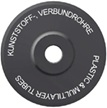 KUNSTSTOFF-, VERBUNDROHRE
PLASTIC & MULTILAYER TUBES